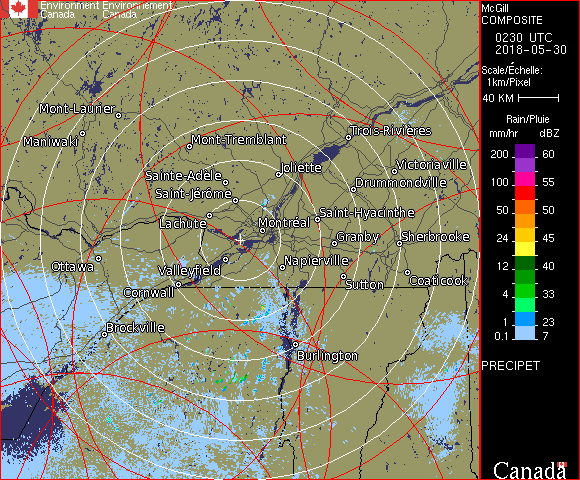 Environment Environnement
Canada Canada
Mont-Laurier
Maniwaki
Mont-Tremblant
Trois-Rivières
Joliette
Victoriaville
Sainte-Adèle
Drummondville
Saint-Jérôme
Lachute
Saint-Hyacinthe
Montréal
Granby
Sherbrooke
Ottawa
Valleyfield
Napierville
Cornwall
Sutton
Coaticook
Brockville
Burlington
McGill
COMPOSITE
0230 UTC
2018-05-30
Scale/Échelle:
1km/Pixel
40 KM
Rain/Pluie
mm/hr dBZ
200 60
100 55
50 50
24 45
12 40
4 33
1 23
0.1 7
PRECIPET
Canada